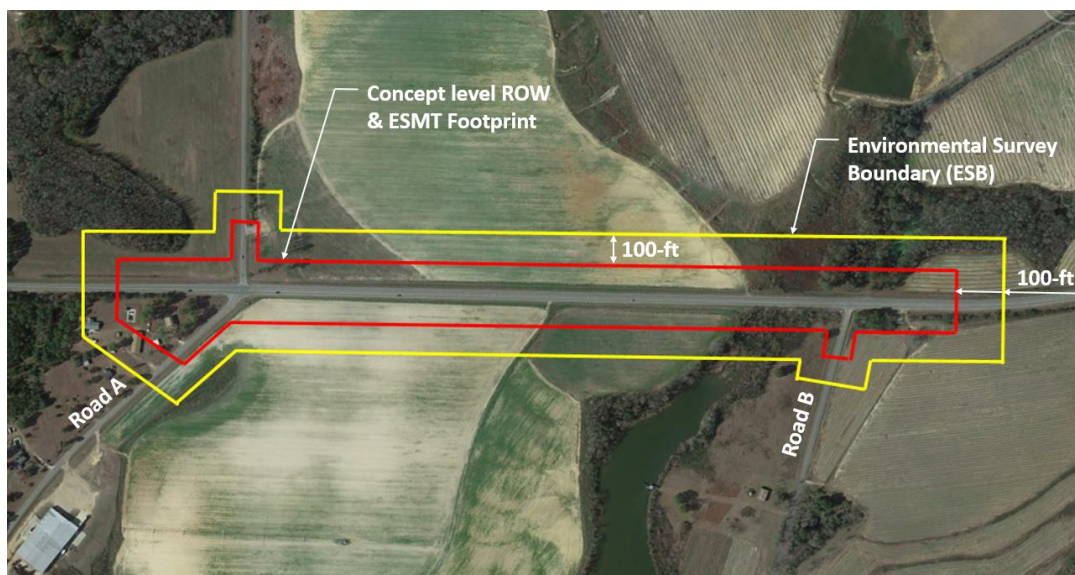 Concept level ROW
& ESMT Footprint
Environmental Survey
Boundary (ESB)
100-ft
100-ft
Road A
Road B